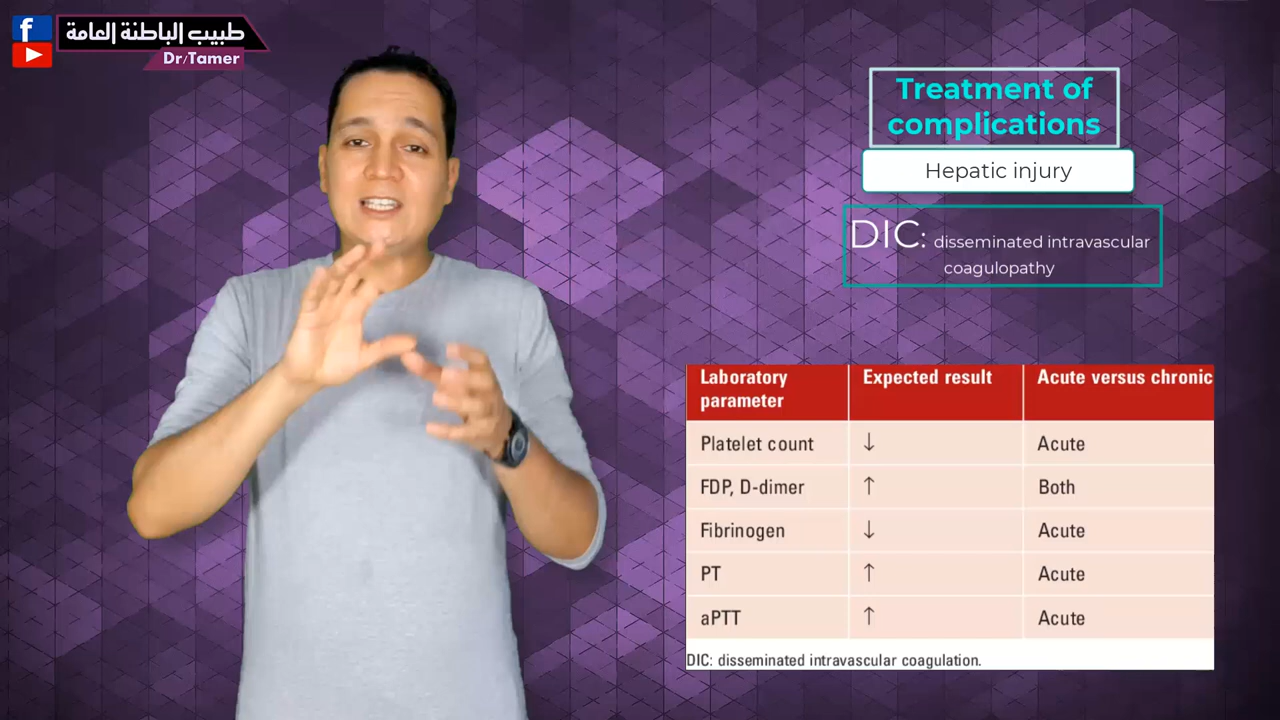 f
طبيب الباطنة العامة
Dr/Tamer
Treatment of
complications
Hepatic injury
DIC: disseminated intravascular
coagulopathy
Laboratory parameter Expected result Acute versus chronic
Platelet count ↓ Acute
FDP, D-dimer ↑ Both
Fibrinogen ↓ Acute
PT ↑ Acute
aPTT ↑ Acute
DIC: disseminated intravascular coagulation.